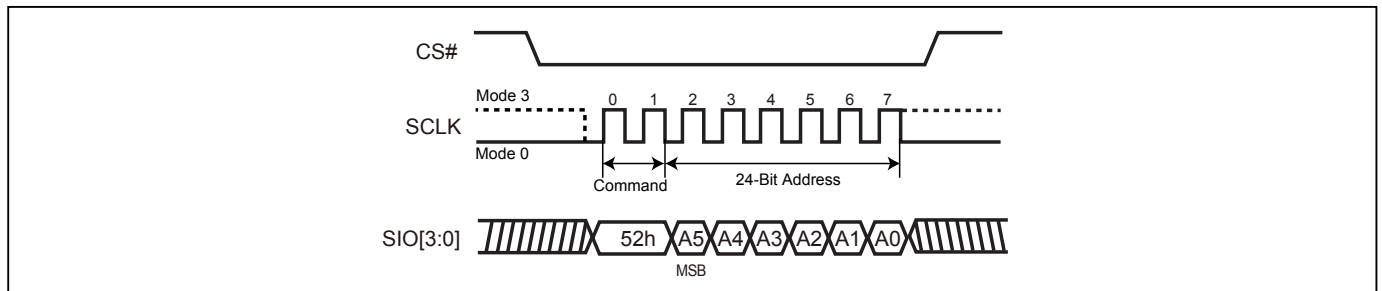 CS#
Mode 3
0 1 2 3 4 5 6 7
SCLK
Mode 0
Command
24-Bit Address
SIO[3:0]
52h A5 A4 A3 A2 A1 A0
MSB